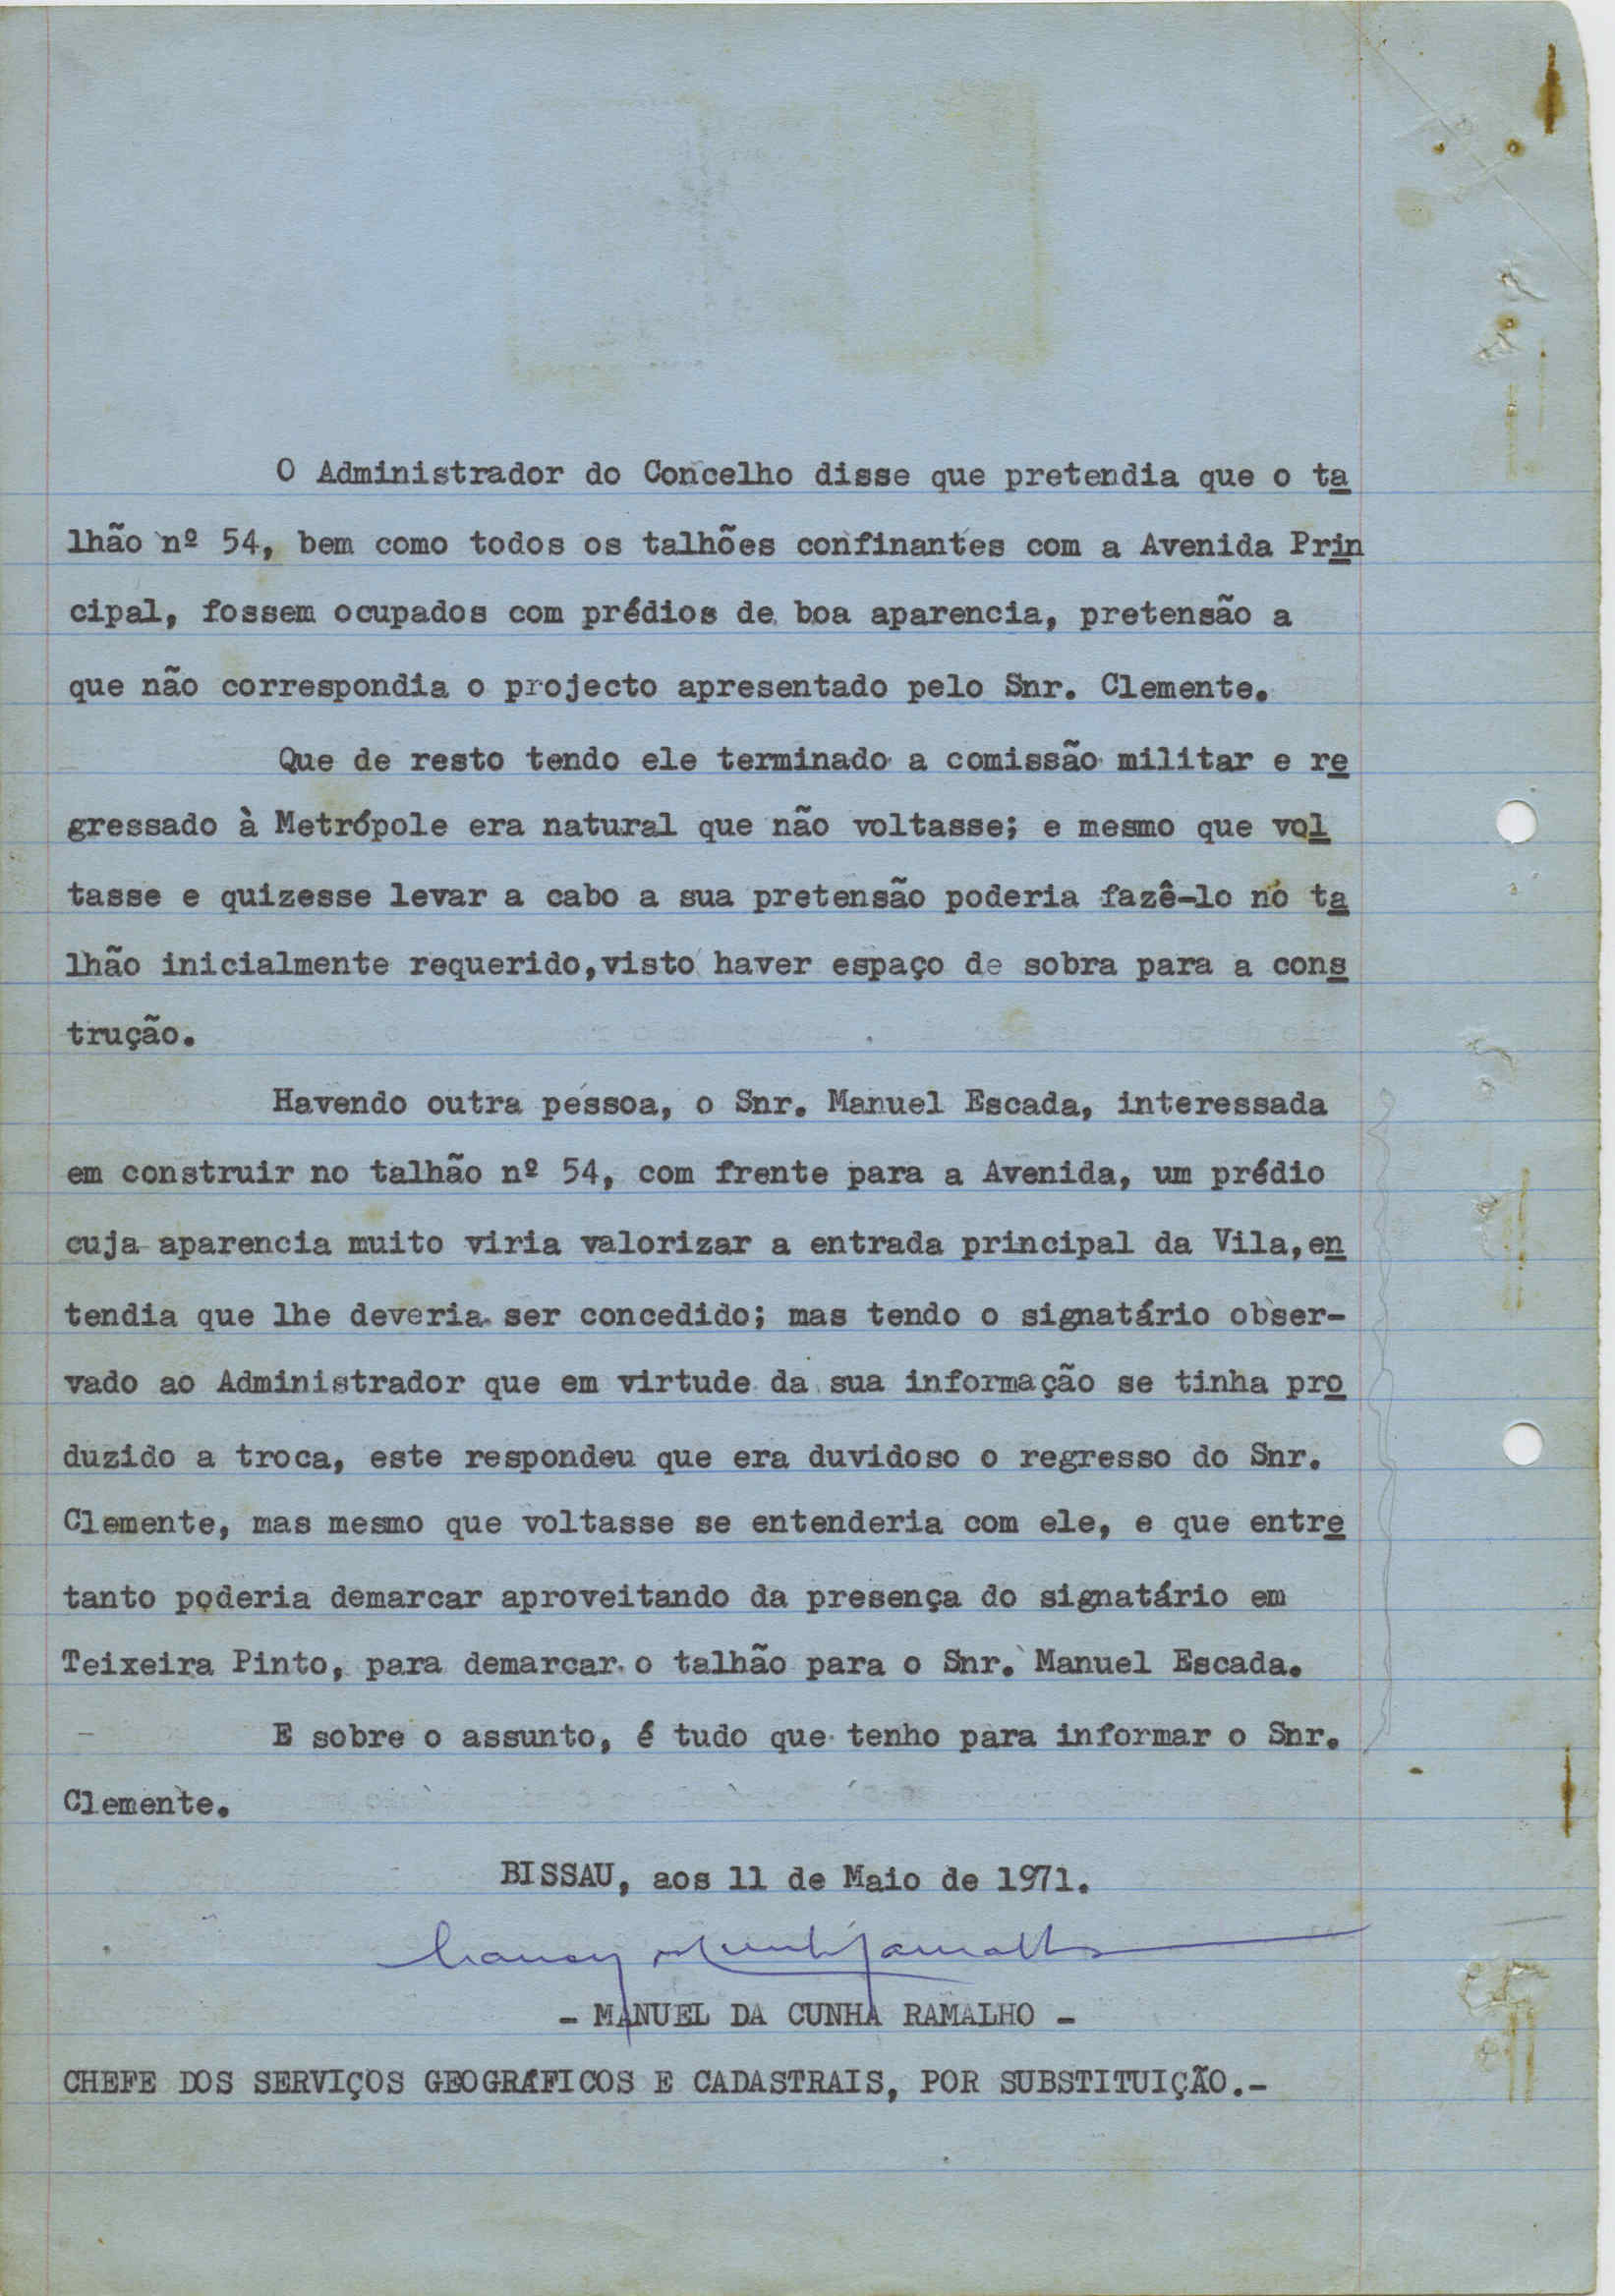 O Administrador do Concelho disse que pretendia que o ta
lhão nº 54, bem como todos os talhões confinantes com a Avenida Prin
cipal, fossem ocupados com prédios de boa aparencia, pretensão a
que não correspondia o projecto apresentado pelo Snr. Clemente.
Que de resto tendo ele terminado a comissão militar e re
gressado à Metrópole era natural que não voltasse; e mesmo que vol
tasse e quizesse levar a cabo a sua pretensão poderia fazê-lo no ta
lhão inicialmente requerido, visto haver espaço de sobra para a cons
trução.
Havendo outra pessoa, o Snr. Manuel Escada, interessada
em construir no talhão nº 54, com frente para a Avenida, um prédio
cuja aparencia muito viria valorizar a entrada principal da Vila, en
tendia que lhe deveria ser concedido; mas tendo o signatário obser-
vado ao Administrador que em virtude da sua informação se tinha pro
duzido a troca, este respondeu que era duvidoso o regresso do Snr.
Clemente, mas mesmo que voltasse se entenderia com ele, e que entre
tanto poderia demarcar aproveitando da presença do signatário em
Teixeira Pinto, para demarcar o talhão para o Snr. Manuel Escada.
E sobre o assunto, é tudo que tenho para informar o Snr.
Clemente.
BISSAU, aos 11 de Maio de 1971.
- MANUEL DA CUNHA RAMALHO -
CHEFE DOS SERVIÇOS GEOGRÁFICOS E CADASTRAIS, POR SUBSTITUIÇÃO.-